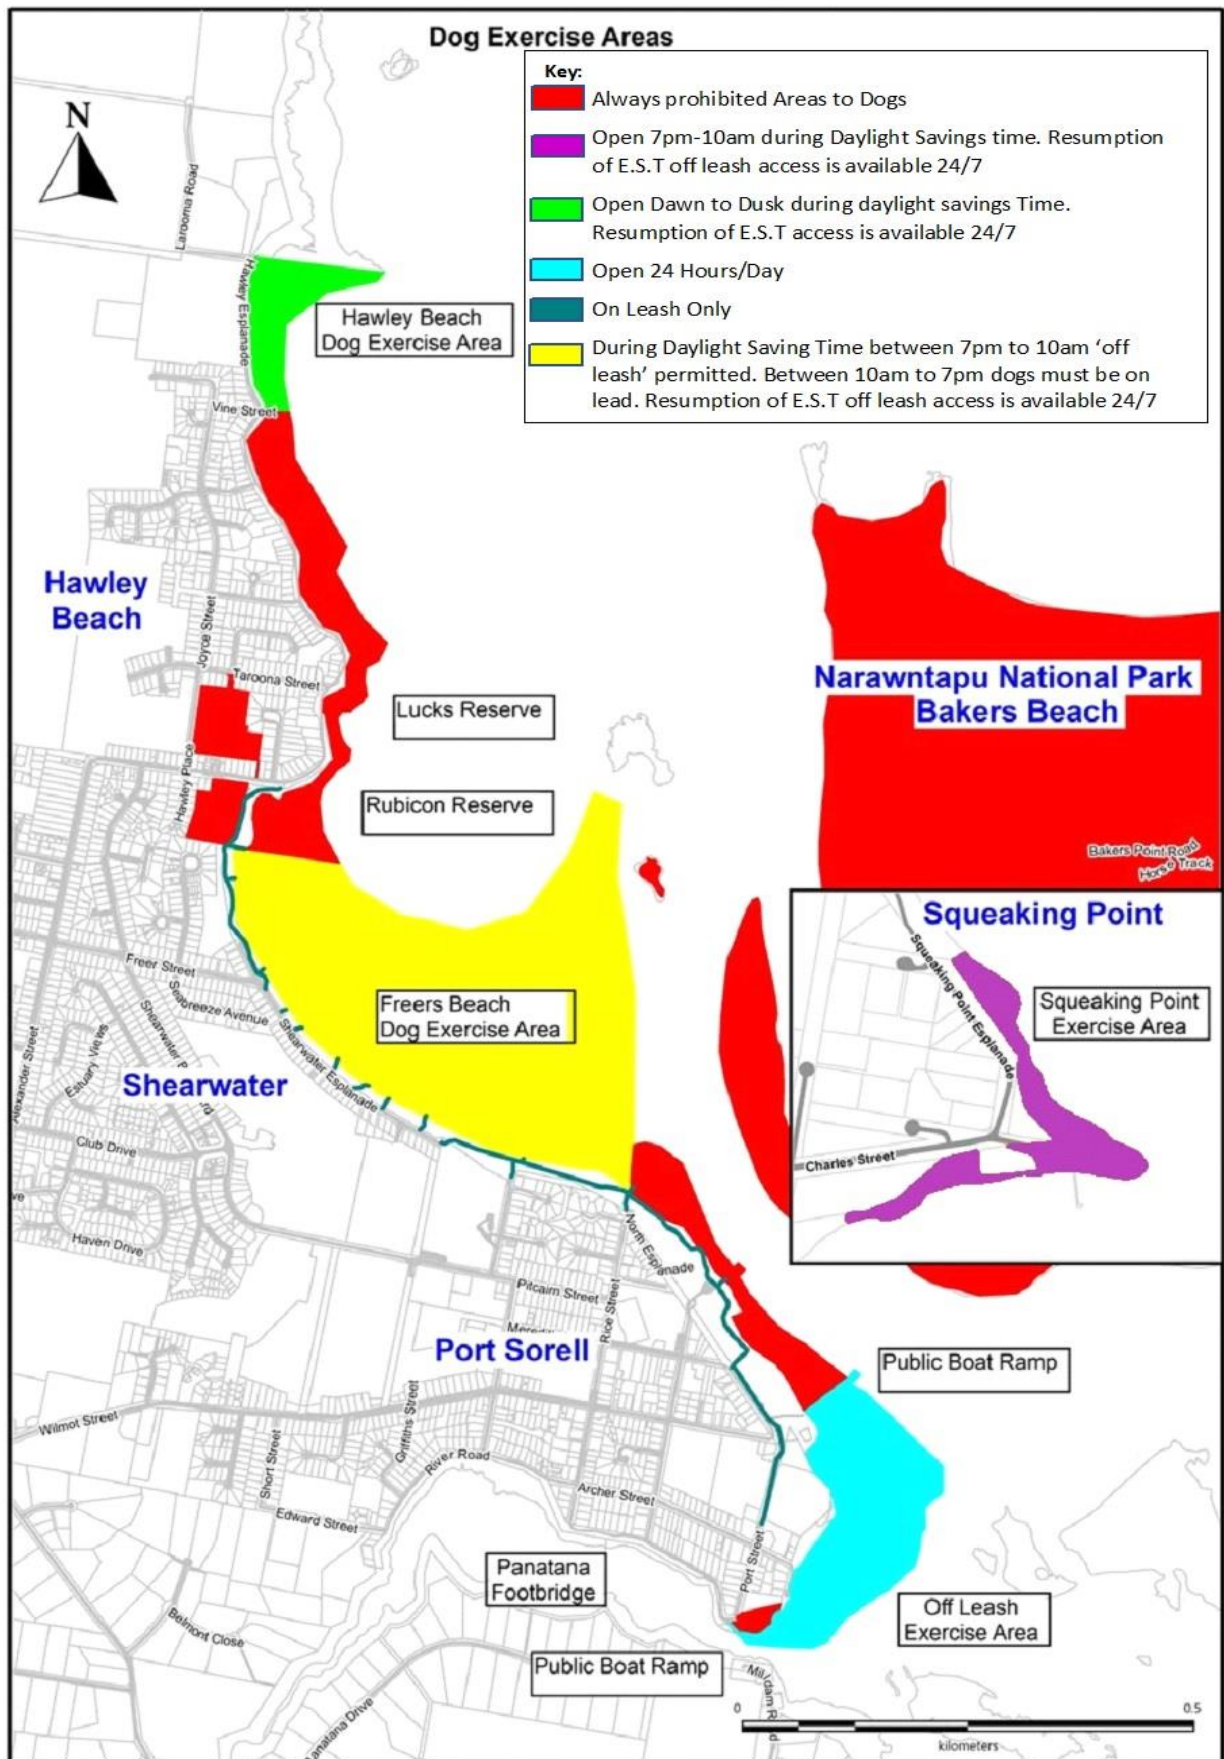 Dog Exercise Areas
Key:
Always prohibited Areas to Dogs
Open 7pm-10am during Daylight Savings time. Resumption
of E.S.T off leash access is available 24/7
Open Dawn to Dusk during daylight savings Time.
Resumption of E.S.T access is available 24/7
Open 24 Hours/Day
On Leash Only
During Daylight Saving Time between 7pm to 10am ‘off
leash’ permitted. Between 10am to 7pm dogs must be on
lead. Resumption of E.S.T off leash access is available 24/7
N
Larooma Road
Hawley Esplanade
Hawley Beach
Dog Exercise Area
Vine Street
Hawley
Beach
Joyce Street
Taroona Street
Narawntapu National Park
Bakers Beach
Lucks Reserve
Hawley Place
Rubicon Reserve
Bakers Point Road
Horse Track
Squeaking Point
Squeaking Point Esplanade
Squeaking Point
Exercise Area
Charles Street
Freer Street
Seabreeze Avenue
Freers Beach
Dog Exercise Area
Shearwater Esplanade
Alexander Street
Estuary Views
Shearwater
Club Drive
Haven Drive
North Esplanade
Pitcairn Street
Rice Street
Port Sorell
Public Boat Ramp
Wilmot Street
Griffiths Street
Short Street
River Road
Archer Street
Edward Street
Port Street
Panatana
Footbridge
Off Leash
Exercise Area
Belmont Close
Public Boat Ramp
Panatana Drive
0
0.5
kilometers